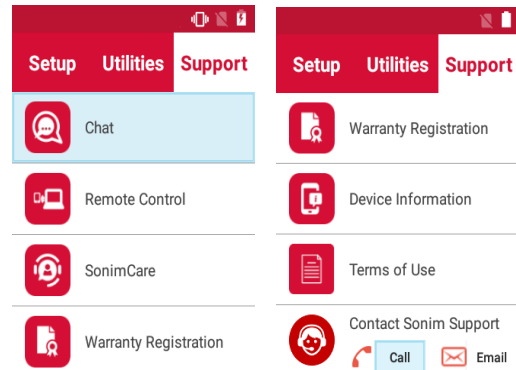 Setup Utilities Support
Chat
Remote Control
SonimCare
Warranty Registration
Setup Utilities Support
Warranty Registration
Device Information
Terms of Use
Contact Sonim Support
Call Email